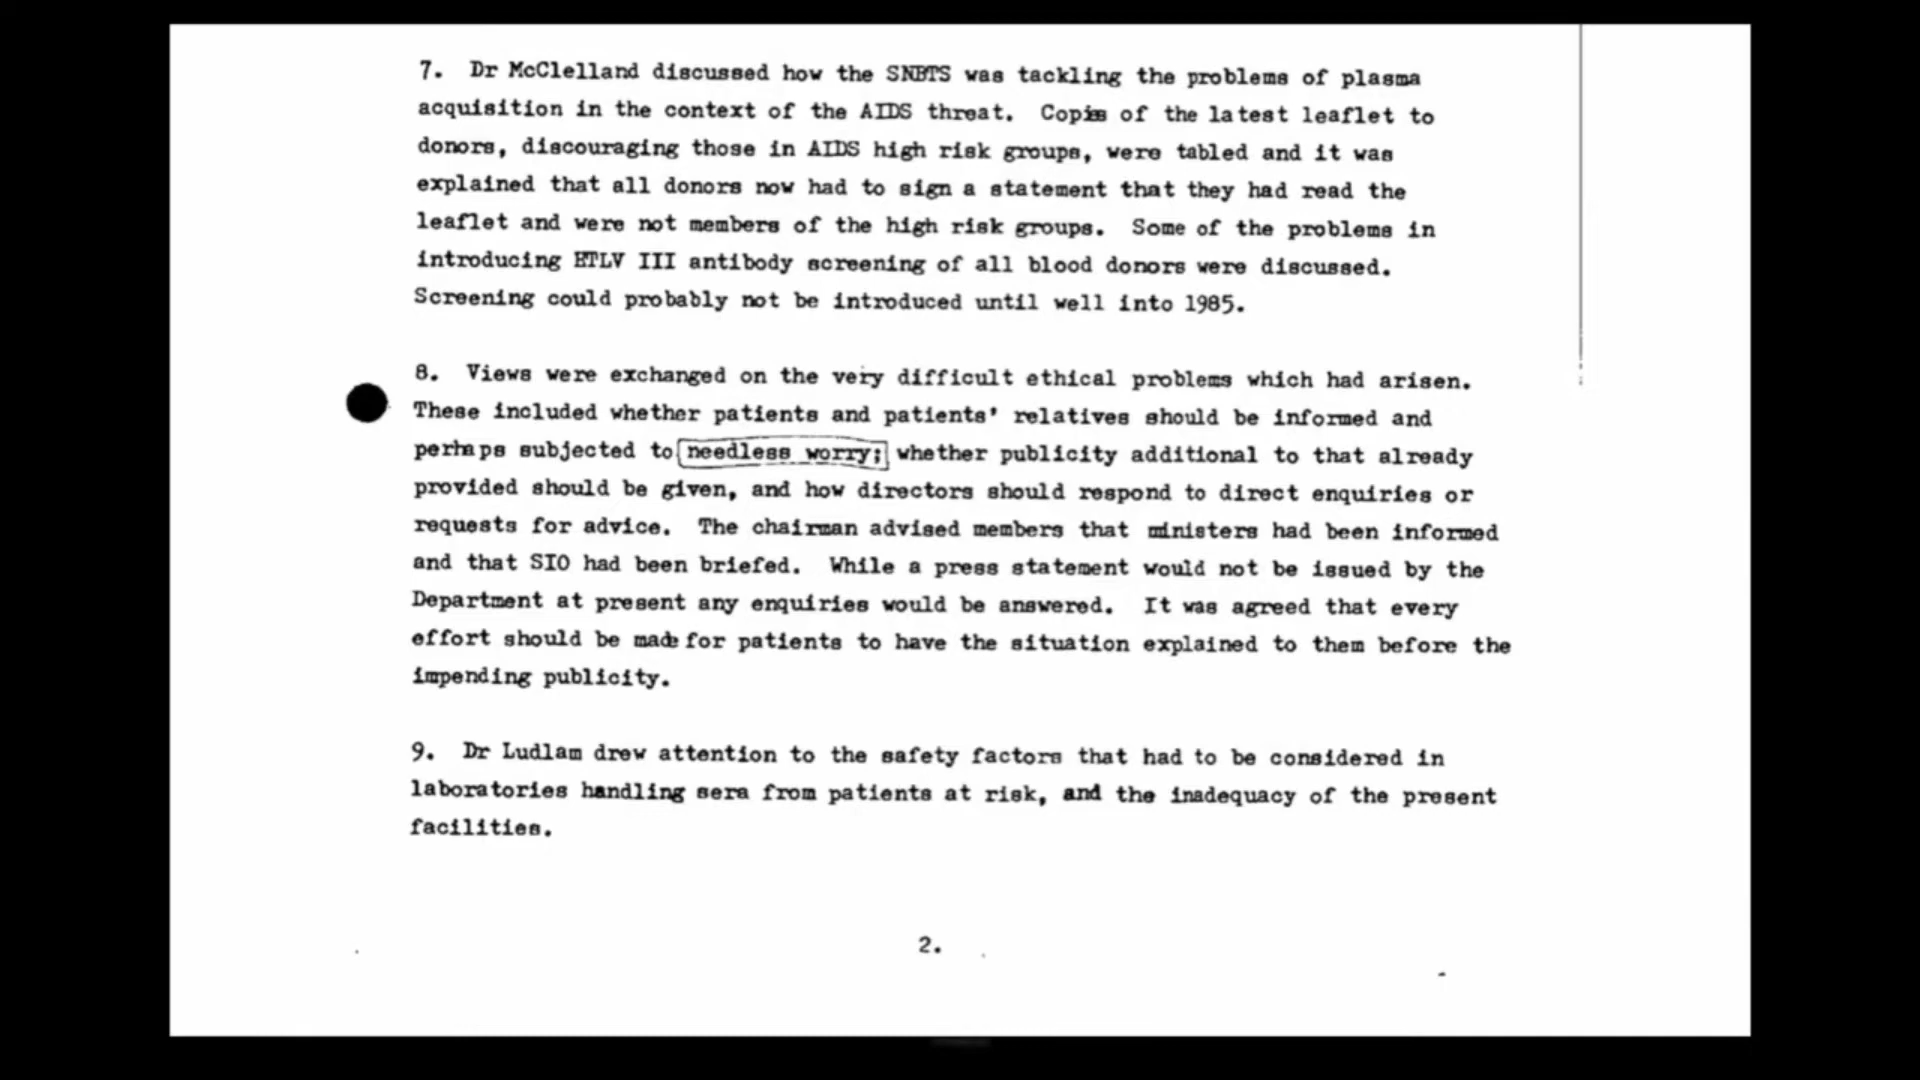 7. Dr McClelland discussed how the SNBTS was tackling the problems of plasma
acquisition in the context of the AIDS threat. Copies of the latest leaflet to
donors, discouraging those in AIDS high risk groups, were tabled and it was
explained that all donors now had to sign a statement that they had read the
leaflet and were not members of the high risk groups. Some of the problems in
introducing HTLV III antibody screening of all blood donors were discussed.
Screening could probably not be introduced until well into 1985.
8. Views were exchanged on the very difficult ethical problems which had arisen.
These included whether patients and patients' relatives should be informed and
perhaps subjected to needless worry; whether publicity additional to that already
provided should be given, and how directors should respond to direct enquiries or
requests for advice. The chairman advised members that ministers had been informed
and that SIO had been briefed. While a press statement would not be issued by the
Department at present any enquiries would be answered. It was agreed that every
effort should be made for patients to have the situation explained to them before the
impending publicity.
9. Dr Ludlam drew attention to the safety factors that had to be considered in
laboratories handling sera from patients at risk, and the inadequacy of the present
facilities.
2.